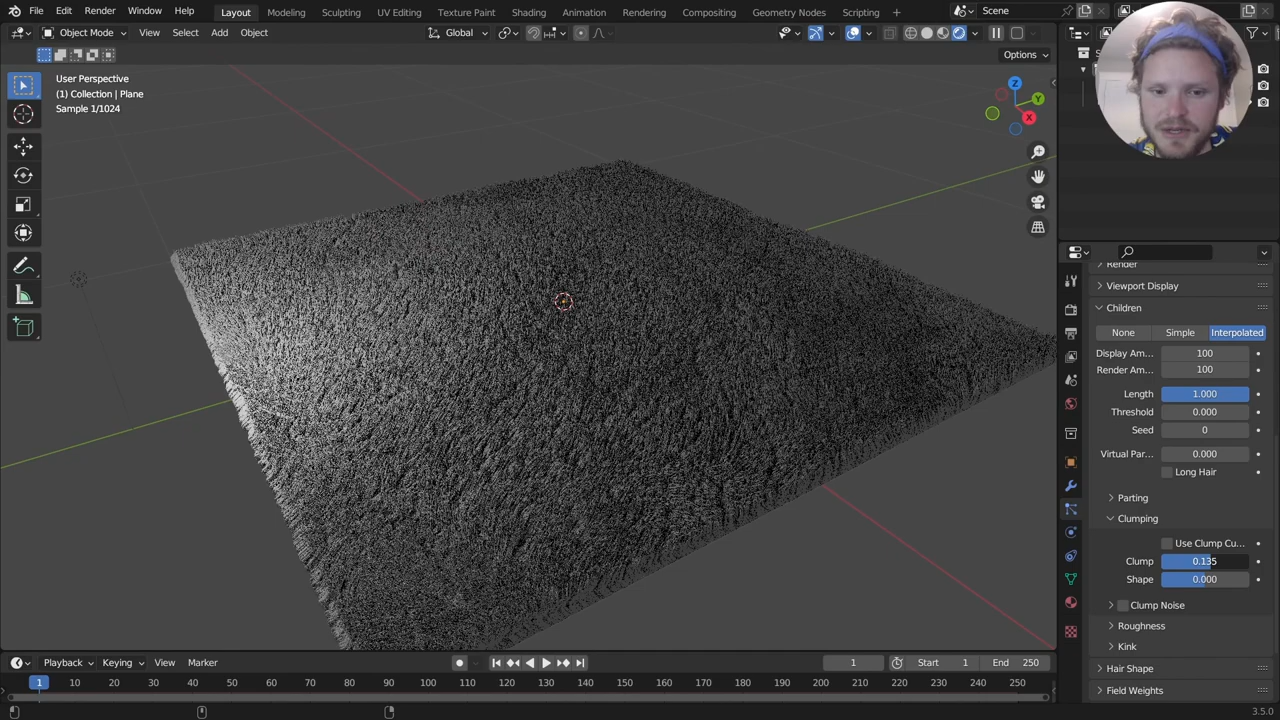 File Edit Render Window Help Layout Modeling Sculpting UV Editing Texture Paint Shading Animation Rendering Compositing Geometry Nodes Scripting Scene
Object Mode View Select Add Object Global
Options
User Perspective
(1) Collection | Plane
Sample 1/1024
Z
Y
X
Render
Viewport Display
Children
None Simple Interpolated
Display Am... 100
Render Am... 100
Length 1.000
Threshold 0.000
Seed 0
Virtual Par... 0.000
Long Hair
Parting
Clumping
Use Clump Cu...
Clump 0.135
Shape 0.000
Clump Noise
Roughness
Kink
Hair Shape
Field Weights
Playback Keying View Marker 1 Start 1 End 250
1 10 20 30 40 50 60 70 80 90 100 110 120 130 140 150 160 170 180 190 200 210 220 230 240 250
3.5.0